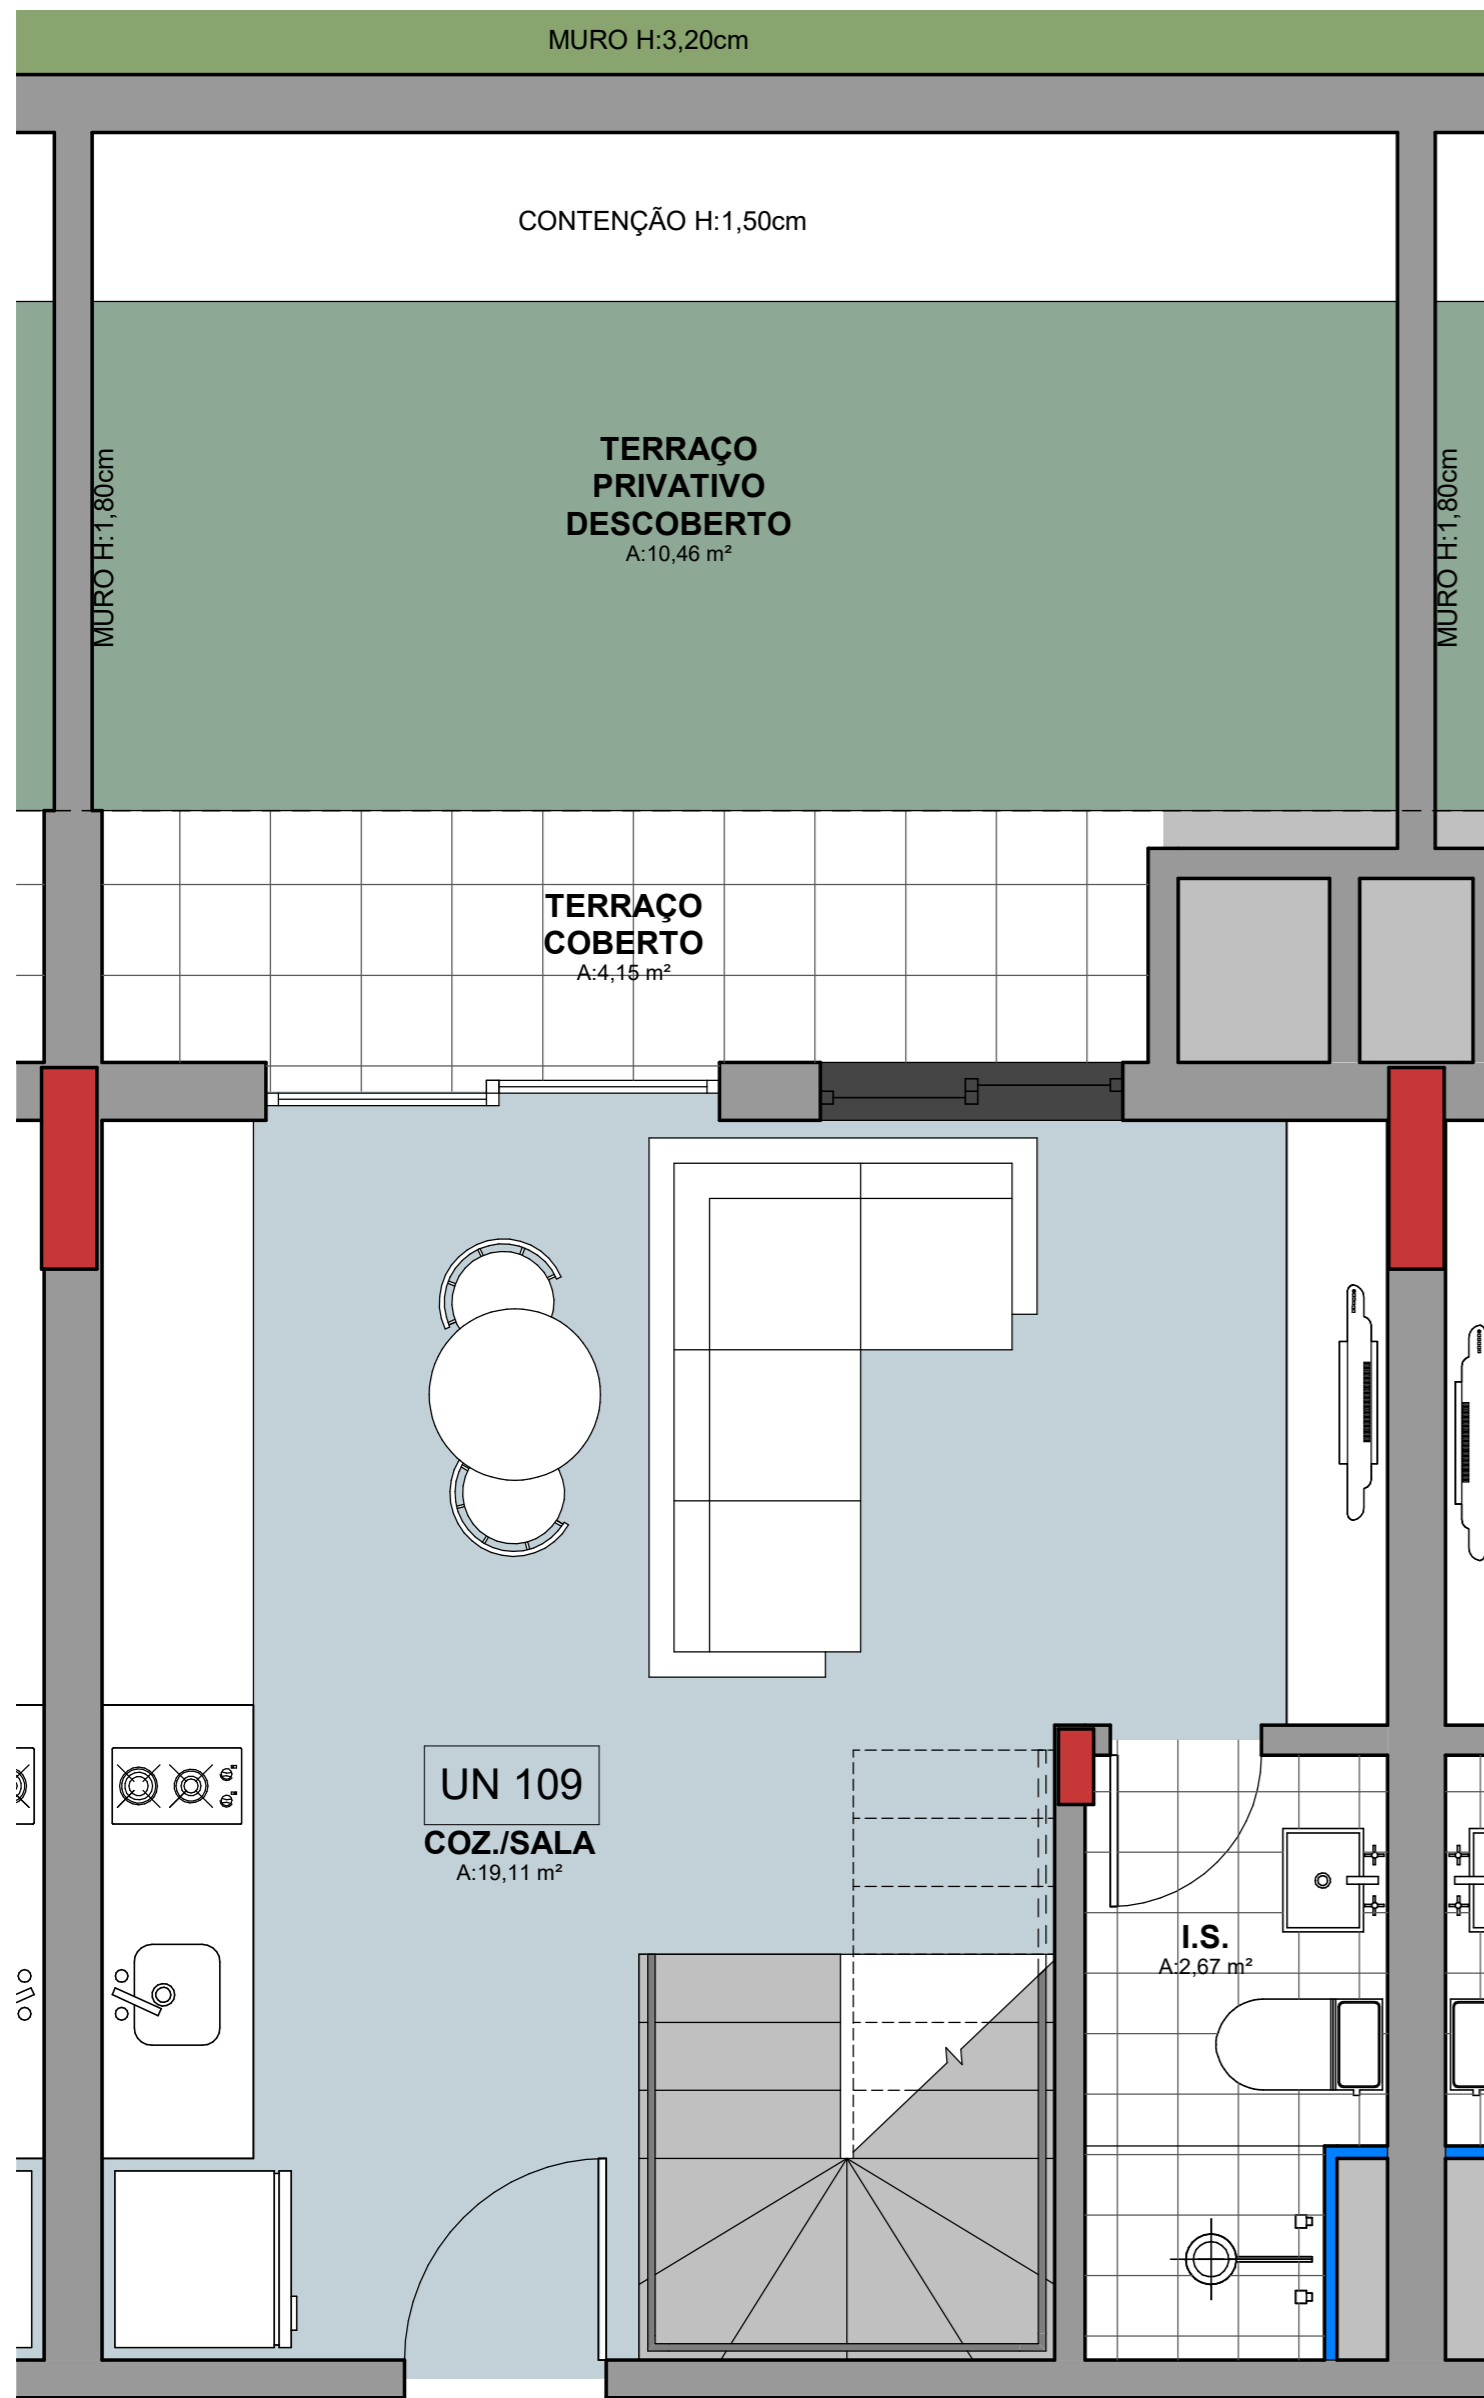 MURO H:3,20cm
CONTENÇÃO H:1,50cm
MURO H:1,80cm
TERRAÇO
PRIVATIVO
DESCOBERTO
A:10,46 m²
MURO H:1,80cm
TERRAÇO
COBERTO
A:4,15 m²
UN 109
COZ./SALA
A:19,11 m²
I.S.
A:2,67 m²